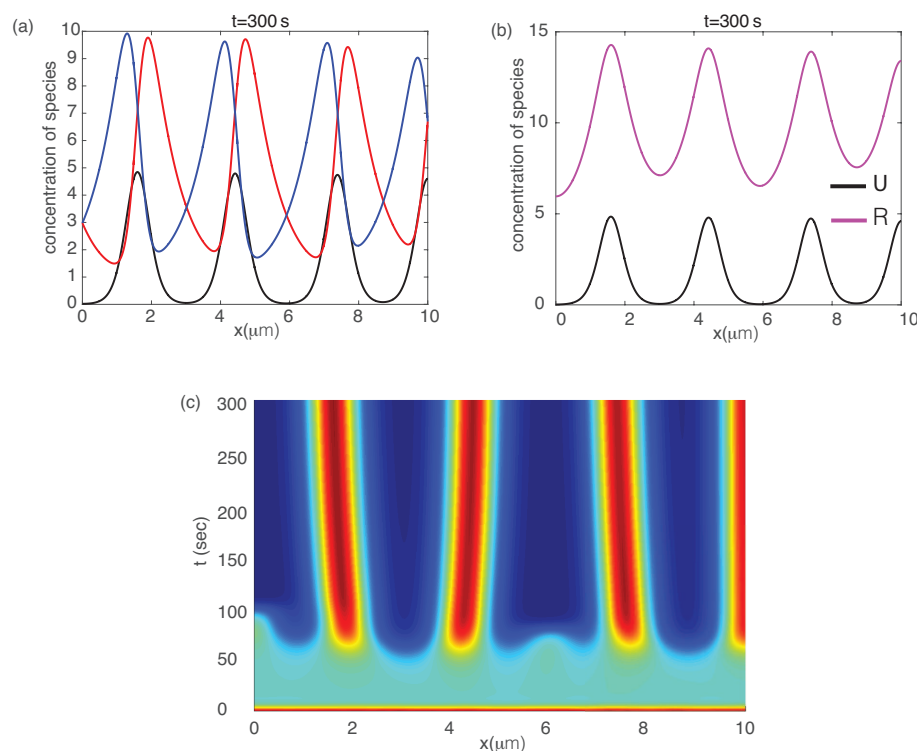 (a)
t=300 s
concentration of species
10
9
8
7
6
5
4
3
2
1
0
0 2 4 6 8 10
x(μm)
(b)
t=300 s
concentration of species
15
10
5
0
0 2 4 6 8 10
x(μm)
U
R
(c)
t (sec)
300
250
200
150
100
50
0
0 2 4 6 8 10
x(μm)